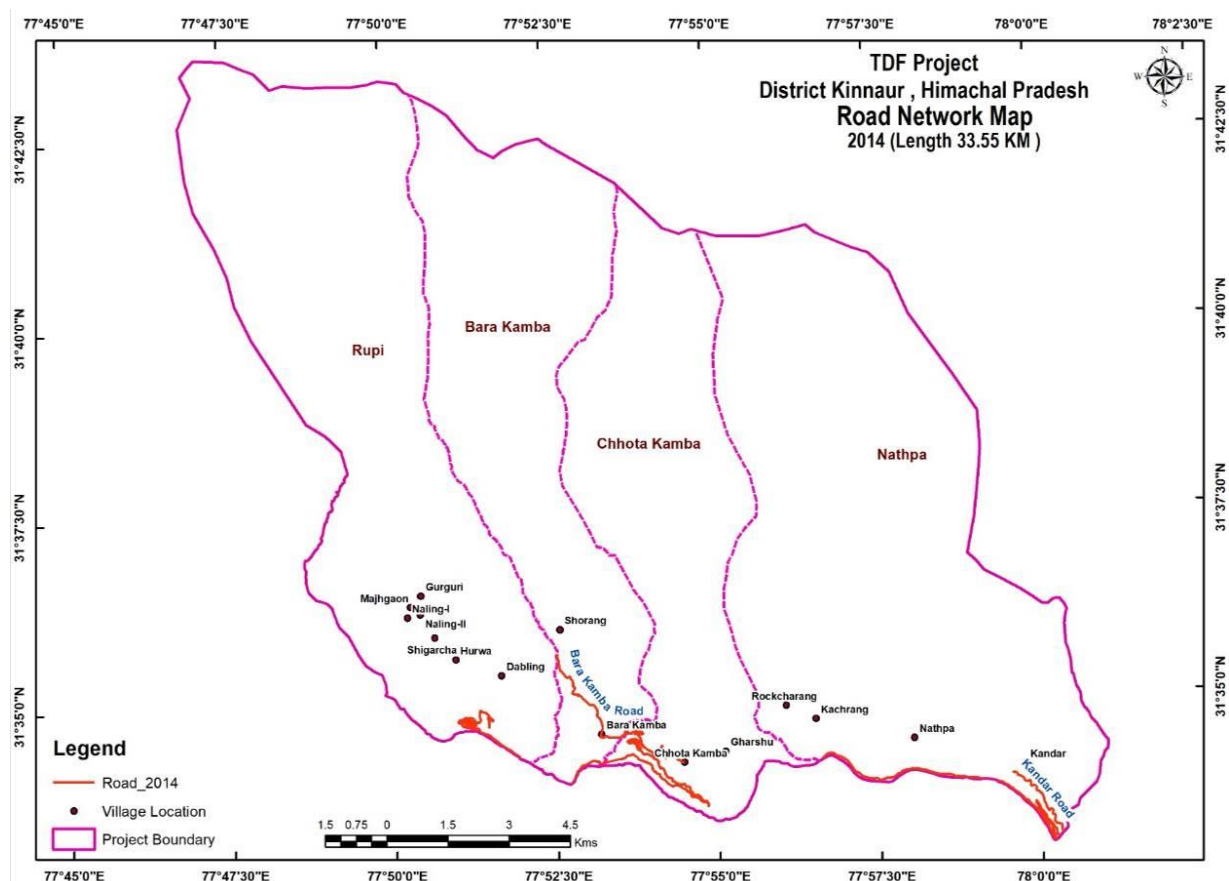 77°45'0"E 77°47'30"E 77°50'0"E 77°52'30"E 77°55'0"E 77°57'30"E 78°0'0"E 78°2'30"E
TDF Project
District Kinnaur , Himachal Pradesh
Road Network Map
2014 (Length 33.55 KM )
N
W E
S
31°42'30"N
31°42'30"N
31°40'0"N
31°40'0"N
Bara Kamba
Rupi
Chhota Kamba
Nathpa
31°37'30"N
31°37'30"N
Gurguri
Majhgaon
Naling-I
Naling-II
Shorang
Shigarcha
Hurwa
Dabling
Bara Kamba Road
31°35'0"N
31°35'0"N
Rockcharang
Kachrang
Bara Kamba
Nathpa
Chhota Kamba
Gharshu
Kandar
Kandar Road
Legend
Road_2014
Village Location
Project Boundary
1.5 0.75 0 1.5 3 4.5
Kms
77°45'0"E 77°47'30"E 77°50'0"E 77°52'30"E 77°55'0"E 77°57'30"E 78°0'0"E